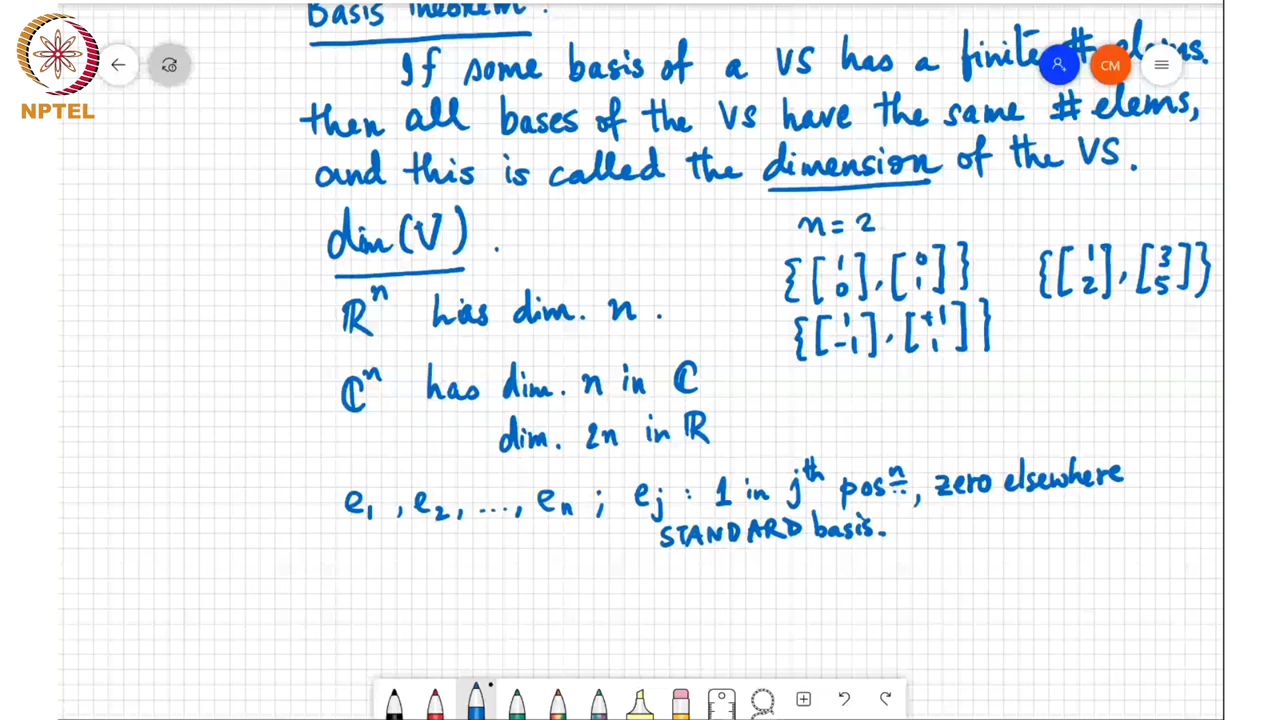 Basis Theorem.
If some basis of a VS has a finite # elems.
then all bases of the VS have the same # elems,
and this is called the dimension of the VS.
dim(V).
n = 2
{[1 0], [0 1]} {[1 2], [3 5]}
{[1 -1], [+1 1]}
ℝⁿ has dim. n.
ℂⁿ has dim. n in ℂ
dim. 2n in ℝ
e₁, e₂, ..., eₙ ; eⱼ : 1 in jᵗʰ posⁿ, zero elsewhere
STANDARD basis.
NPTEL
CM